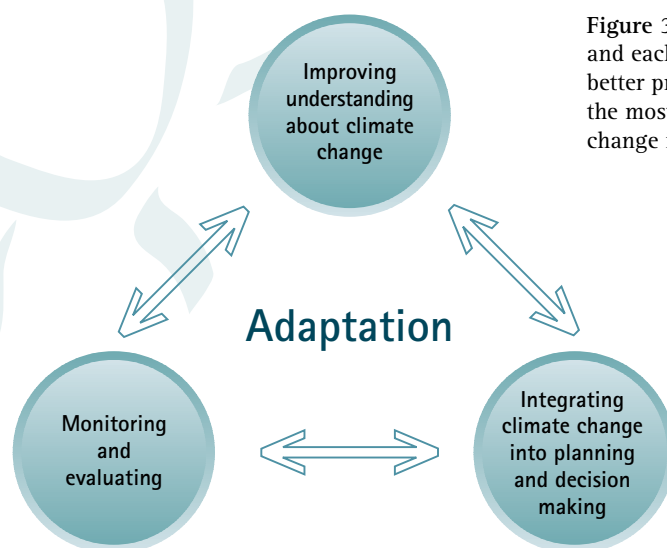 Improving
understanding
about climate
change
Figure 3
and each
better pr
the mos
change
Adaptation
Monitoring
and
evaluating
Integrating
climate change
into planning
and decision
making